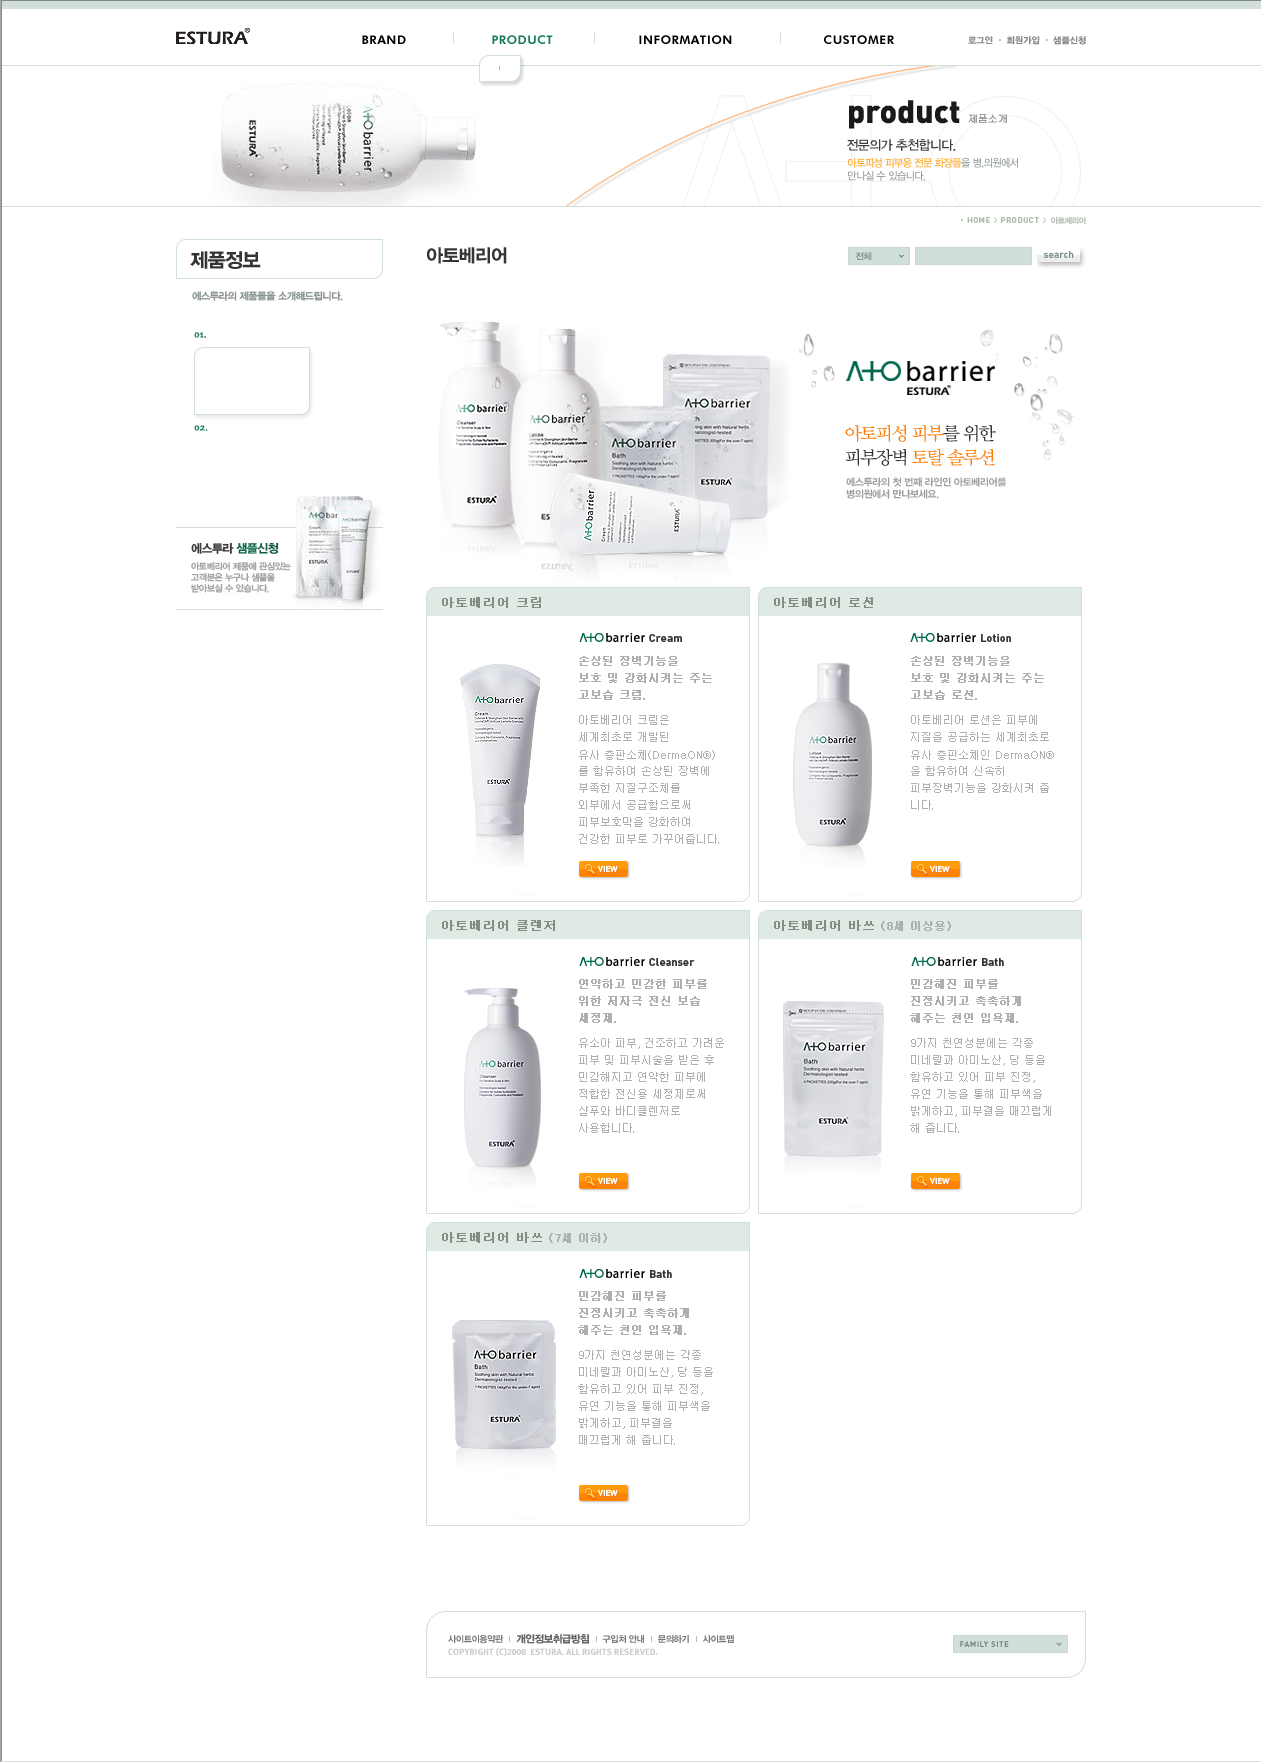 ESTURA®
BRAND
PRODUCT
INFORMATION
CUSTOMER
로그인 · 회원가입 · 샘플신청
product 제품소개
전문의가 추천합니다.
아토피성 피부용 전문 화장품을 병,의원에서
만나실 수 있습니다.
HOME > PRODUCT > 아토베리어
제품정보
에스투라의 제품들을 소개해드립니다.
01.
02.
에스투라 샘플신청
아토베리어 제품에 관심있는
고객분은 누구나 샘플을
받아보실 수 있습니다.
아토베리어
전체
search
barrier
ESTURA®
아토피성 피부를 위한
피부장벽 토탈 솔루션
에스투라의 첫 번째 라인인 아토베리어를
병의원에서 만나보세요.
아토베리어 크림
barrier Cream
손상된 장벽기능을
보호 및 강화시켜는 주는
고보습 크림.
아토베리어 크림은
세계최초로 개발된
유사 층판소체(DermaON®)
를 함유하여 손상된 장벽에
부족한 지질구조체를
외부에서 공급함으로써
피부보호막을 강화하여
건강한 피부로 가꾸어줍니다.
VIEW
아토베리어 로션
barrier Lotion
손상된 장벽기능을
보호 및 강화시켜는 주는
고보습 로션.
아토베리어 로션은 피부에
지질을 공급하는 세계최초로
유사 층판소체인 DermaON®
을 함유하여 신속히
피부장벽기능을 강화시켜 줍
니다.
VIEW
아토베리어 클렌저
barrier Cleanser
연약하고 민감한 피부를
위한 저자극 전신 보습
세정제.
유소아 피부, 건조하고 가려운
피부 및 피부시술을 받은 후
민감해지고 연약한 피부에
적합한 전신용 세정제로써
샴푸와 바디클렌저로
사용합니다.
VIEW
아토베리어 바쓰 (8세 이상용)
barrier Bath
민감해진 피부를
진정시키고 촉촉하게
해주는 천연 입욕제.
9가지 천연성분에는 각종
미네랄과 아미노산, 당 등을
함유하고 있어 피부 진정,
유연 기능을 통해 피부색을
밝게하고, 피부결을 매끄럽게
해 줍니다.
VIEW
아토베리어 바쓰 (7세 이하)
barrier Bath
민감해진 피부를
진정시키고 촉촉하게
해주는 천연 입욕제.
9가지 천연성분에는 각종
미네랄과 아미노산, 당 등을
함유하고 있어 피부 진정,
유연 기능을 통해 피부색을
밝게하고, 피부결을
매끄럽게 해 줍니다.
VIEW
사이트이용약관 | 개인정보취급방침 | 구입처 안내 | 문의하기 | 사이트맵
COPYRIGHT (C)2008 ESTURA. ALL RIGHTS RESERVED.
FAMILY SITE